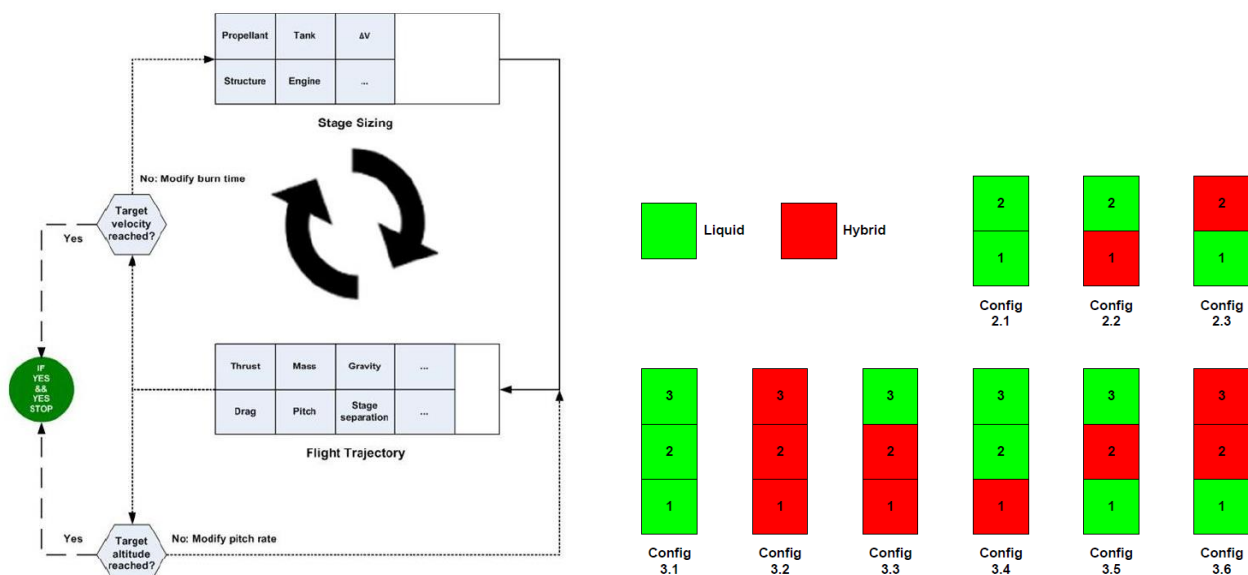 Propellant
Tank
ΔV
Structure
Engine
...
Stage Sizing
No: Modify burn time
Target
velocity
reached?
Yes
IF
YES
&&
YES
STOP
Thrust
Mass
Gravity
...
Drag
Pitch
Stage
separation
...
Flight Trajectory
Yes
Target
altitude
reached?
No: Modify pitch rate
Liquid
Hybrid
2
1
Config
2.1
2
1
Config
2.2
2
1
Config
2.3
3
2
1
Config
3.1
3
2
1
Config
3.2
3
2
1
Config
3.3
3
2
1
Config
3.4
3
2
1
Config
3.5
3
2
1
Config
3.6